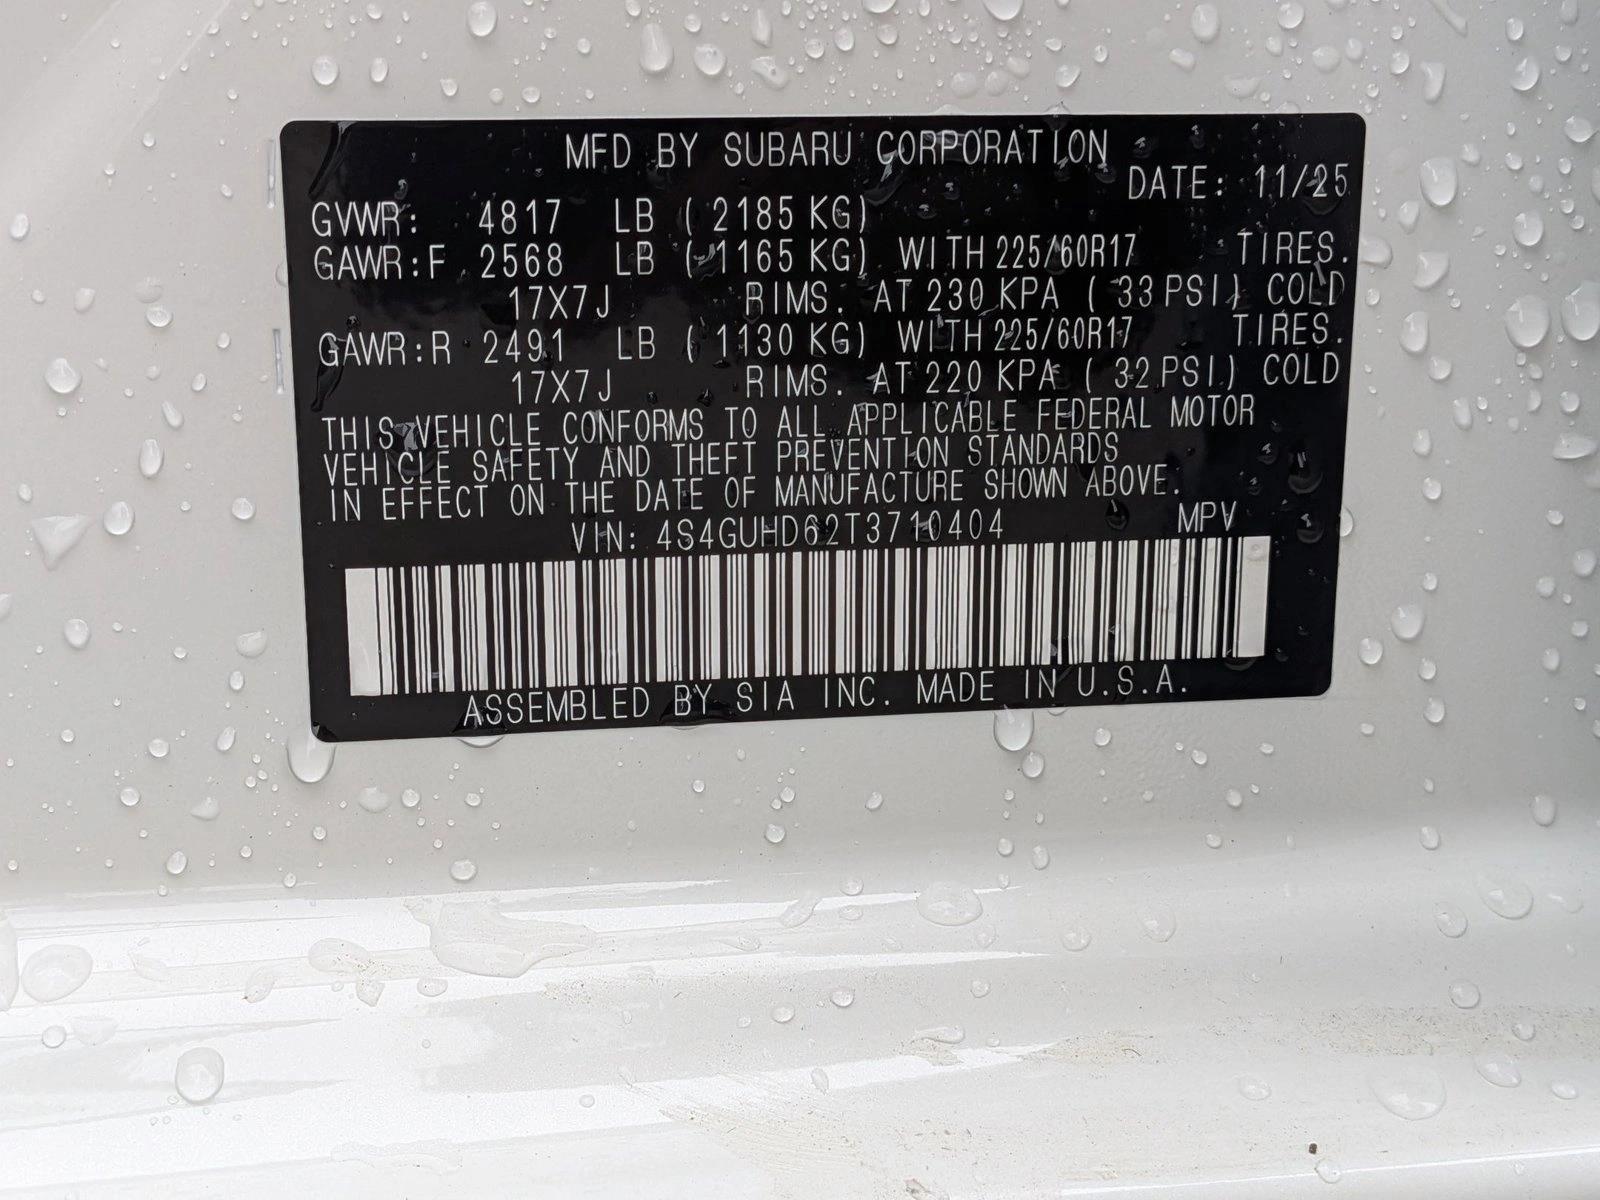 MFD BY SUBARU CORPORATION
DATE: 11/25
GVWR: 4817 LB ( 2185 KG)
GAWR:F 2568 LB ( 1165 KG) WITH 225/60R17 TIRES.
17X7J RIMS. AT 230 KPA ( 33 PSI) COLD
GAWR:R 2491 LB ( 1130 KG) WITH 225/60R17 TIRES.
17X7J RIMS. AT 220 KPA ( 32 PSI) COLD
THIS VEHICLE CONFORMS TO ALL APPLICABLE FEDERAL MOTOR
VEHICLE SAFETY AND THEFT PREVENTION STANDARDS
IN EFFECT ON THE DATE OF MANUFACTURE SHOWN ABOVE.
VIN: 4S4GUHD62T3710404 MPV
ASSEMBLED BY SIA INC. MADE IN U.S.A.